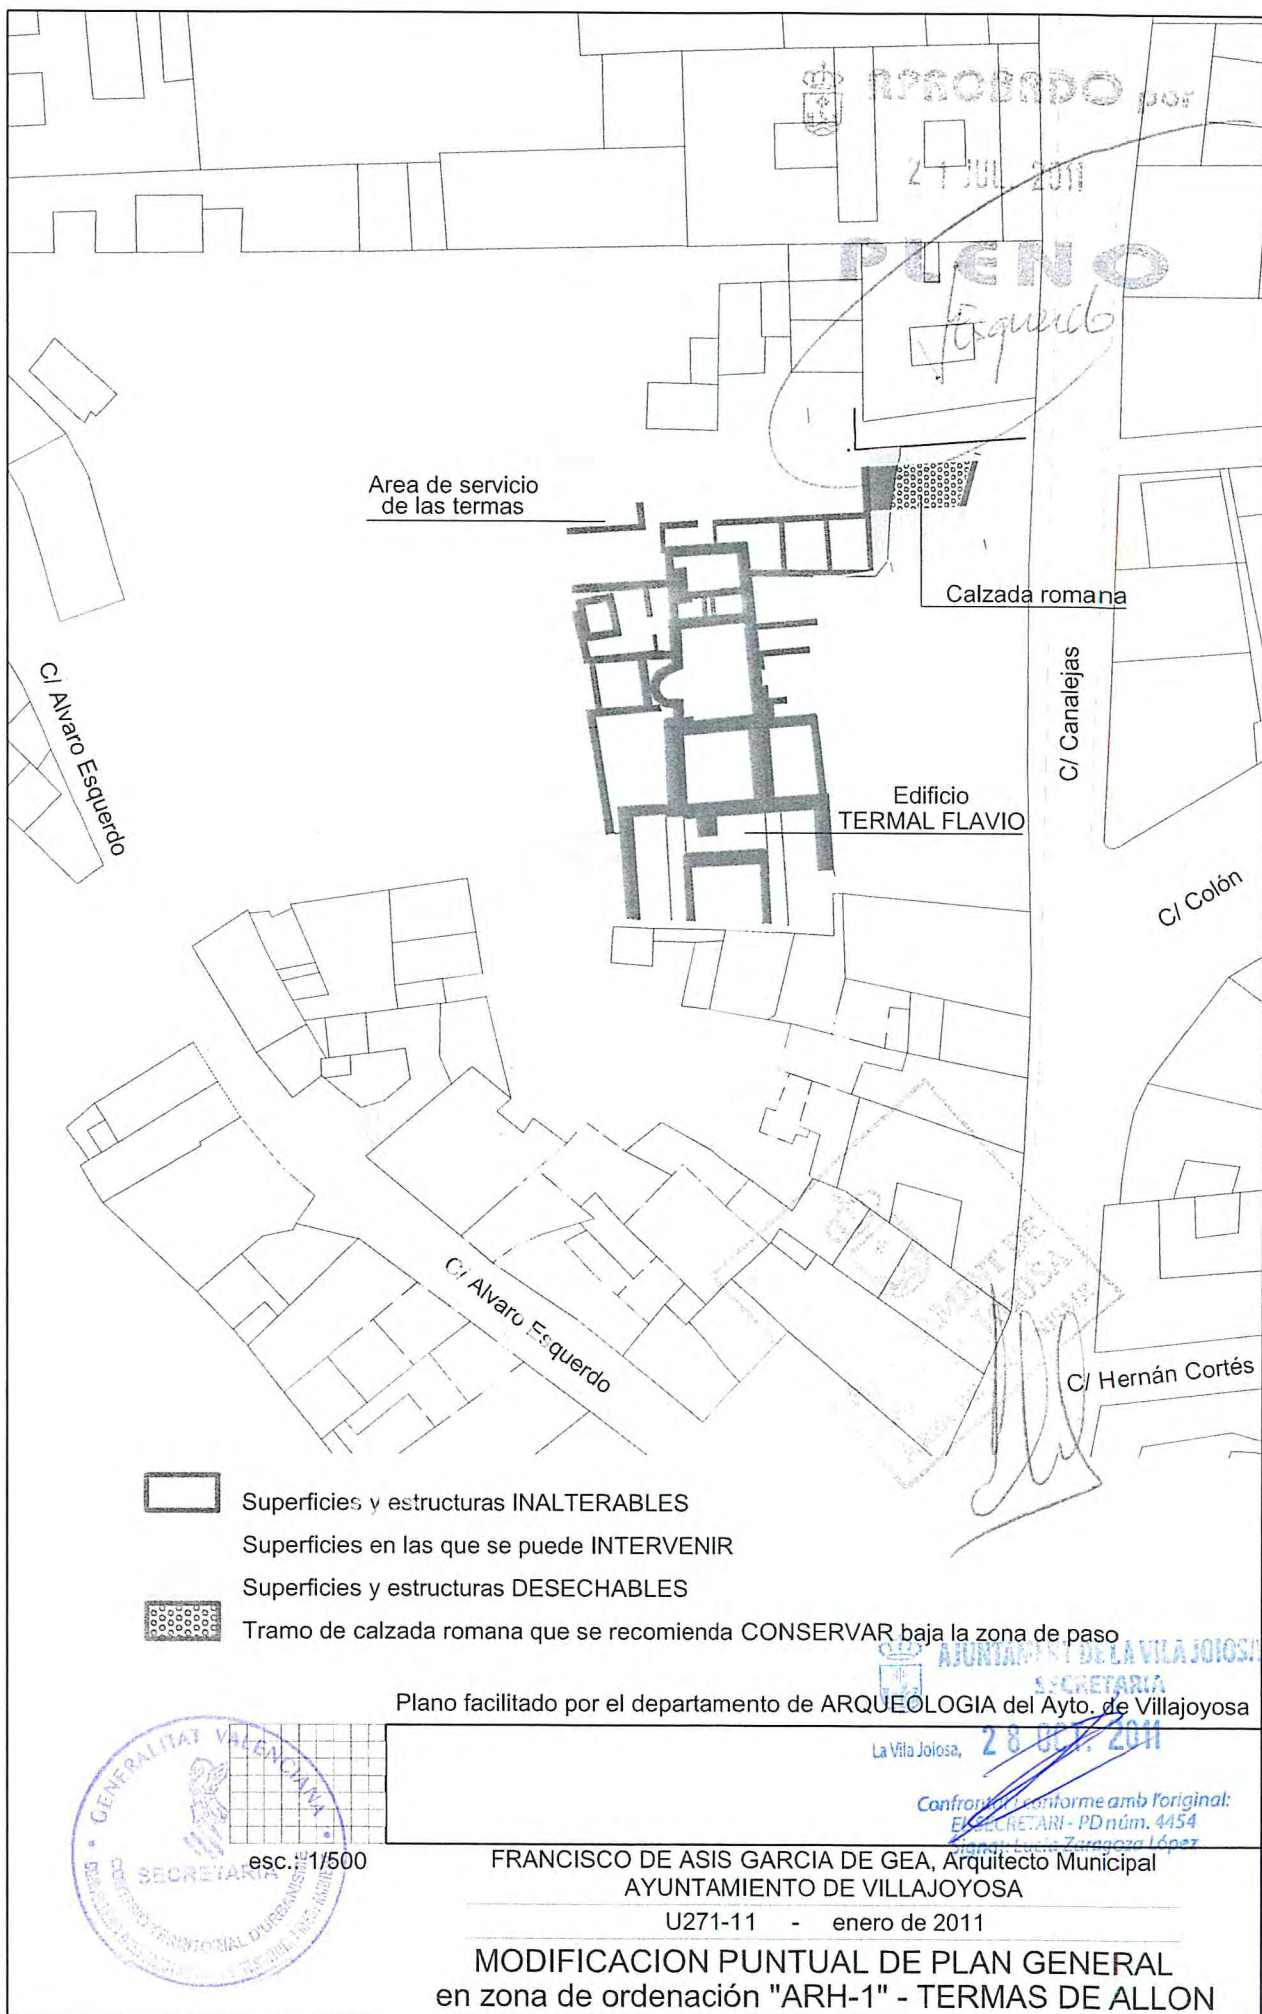 APROBADO por
21 JUL. 2011
PLENO
Esquerdo
Area de servicio
de las termas
Calzada romana
C/ Alvaro Esquerdo
C/ Canalejas
Edificio
TERMAL FLAVIO
C/ Colón
C/ Alvaro Esquerdo
C/ Hernán Cortés
Superficies y estructuras INALTERABLES
Superficies en las que se puede INTERVENIR
Superficies y estructuras DESECHABLES
Tramo de calzada romana que se recomienda CONSERVAR baja la zona de paso
AJUNTAMENT DE LA VILA JOIOSA
SECRETARIA
Plano facilitado por el departamento de ARQUEOLOGIA del Ayto. de Villajoyosa
La Vila Joiosa, 28 OCT. 2011
Confrontat i conforme amb l'original:
El SECRETARI - PD núm. 4454
Signat: Lucía Zaragoza López
GENERALITAT VALENCIANA
SECRETARIA
esc.: 1/500
FRANCISCO DE ASIS GARCIA DE GEA, Arquitecto Municipal
AYUNTAMIENTO DE VILLAJOYOSA
U271-11 - enero de 2011
MODIFICACION PUNTUAL DE PLAN GENERAL
en zona de ordenación "ARH-1" - TERMAS DE ALLON